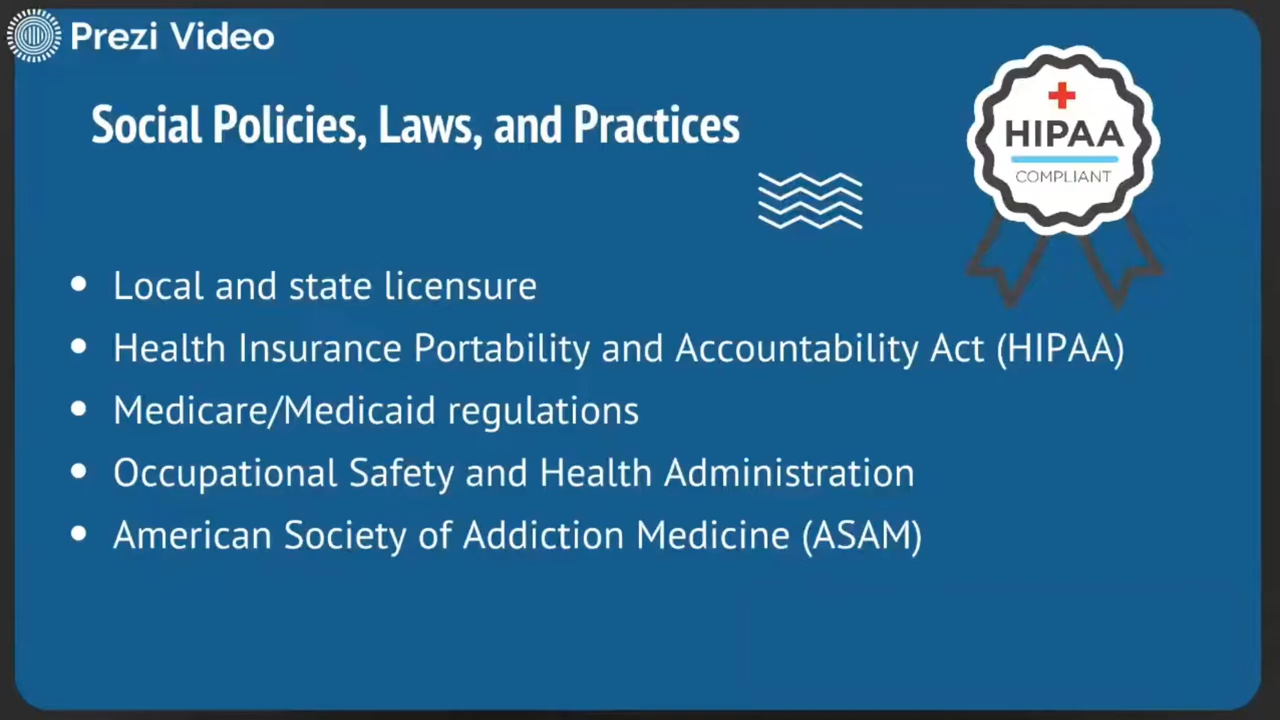 Prezi Video
Social Policies, Laws, and Practices
HIPAA
COMPLIANT
Local and state licensure
Health Insurance Portability and Accountability Act (HIPAA)
Medicare/Medicaid regulations
Occupational Safety and Health Administration
American Society of Addiction Medicine (ASAM)